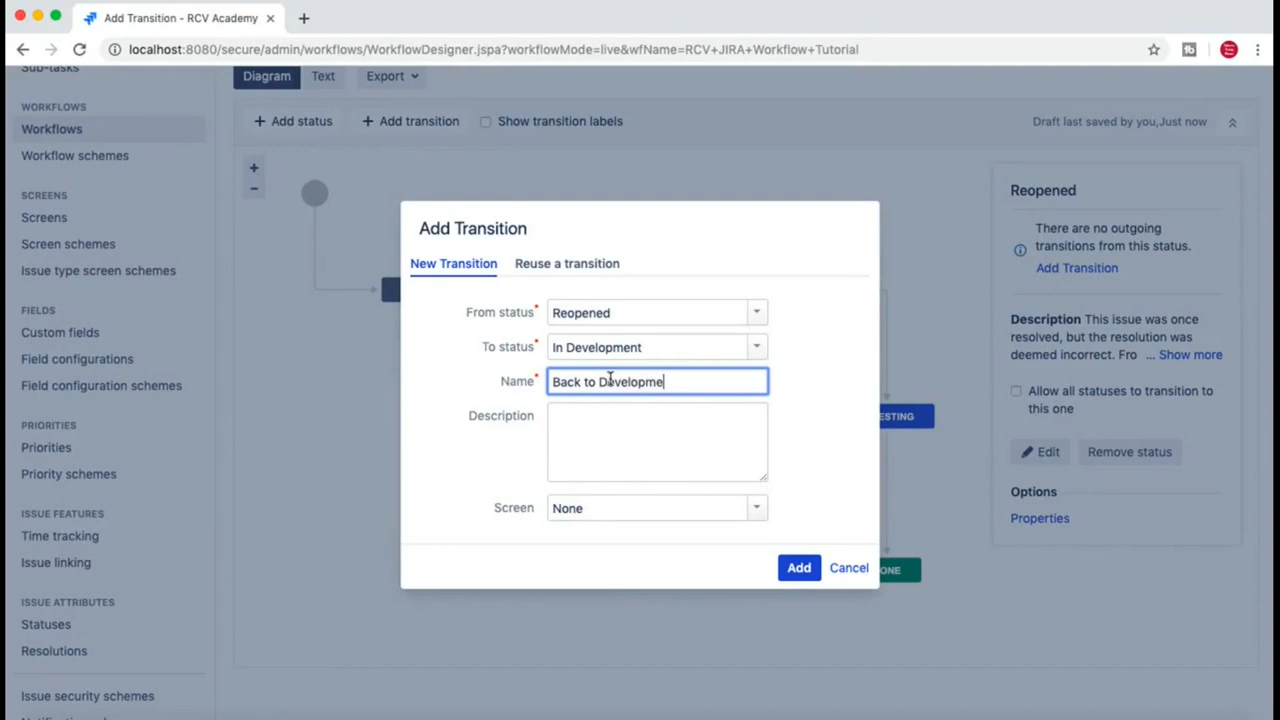 Add Transition - RCV Academy
localhost:8080/secure/admin/workflows/WorkflowDesigner.jspa?workflowMode=live&wfName=RCV+JIRA+Workflow+Tutorial
Sub-tasks
WORKFLOWS
Workflows
Workflow schemes
SCREENS
Screens
Screen schemes
Issue type screen schemes
FIELDS
Custom fields
Field configurations
Field configuration schemes
PRIORITIES
Priorities
Priority schemes
ISSUE FEATURES
Time tracking
Issue linking
ISSUE ATTRIBUTES
Statuses
Resolutions
Issue security schemes
Diagram Text Export
+ Add status + Add transition Show transition labels Draft last saved by you,Just now
+
−
Add Transition
New Transition Reuse a transition
From status* Reopened
To status* In Development
Name* Back to Developme
Description
Screen None
Add Cancel
ESTING
ONE
Reopened
There are no outgoing
transitions from this status.
Add Transition
Description This issue was once
resolved, but the resolution was
deemed incorrect. Fro ... Show more
Allow all statuses to transition to
this one
Edit Remove status
Options
Properties